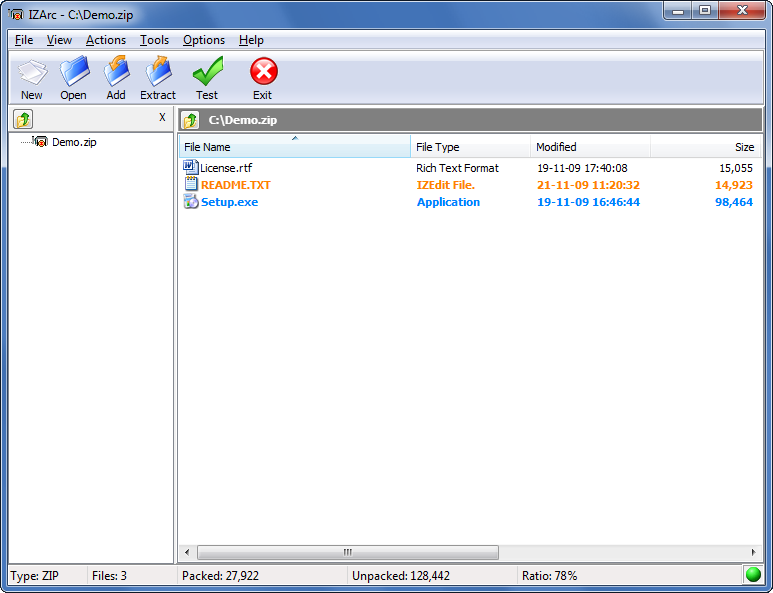 IZArc - C:\Demo.zip
File View Actions Tools Options Help
New Open Add Extract Test Exit
X C:\Demo.zip
Demo.zip
File Name File Type Modified Size
License.rtf Rich Text Format 19-11-09 17:40:08 15,055
README.TXT IZEdit File. 21-11-09 11:20:32 14,923
Setup.exe Application 19-11-09 16:46:44 98,464
Type: ZIP Files: 3 Packed: 27,922 Unpacked: 128,442 Ratio: 78%